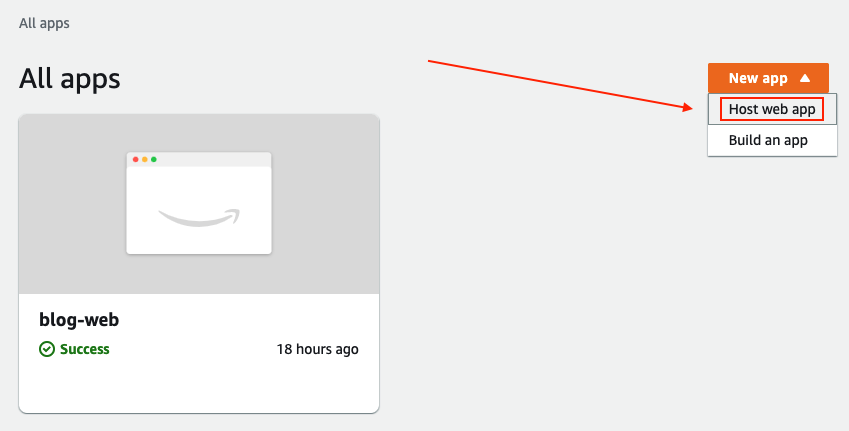 All apps
All apps
New app
Host web app
Build an app
blog-web
Success
18 hours ago